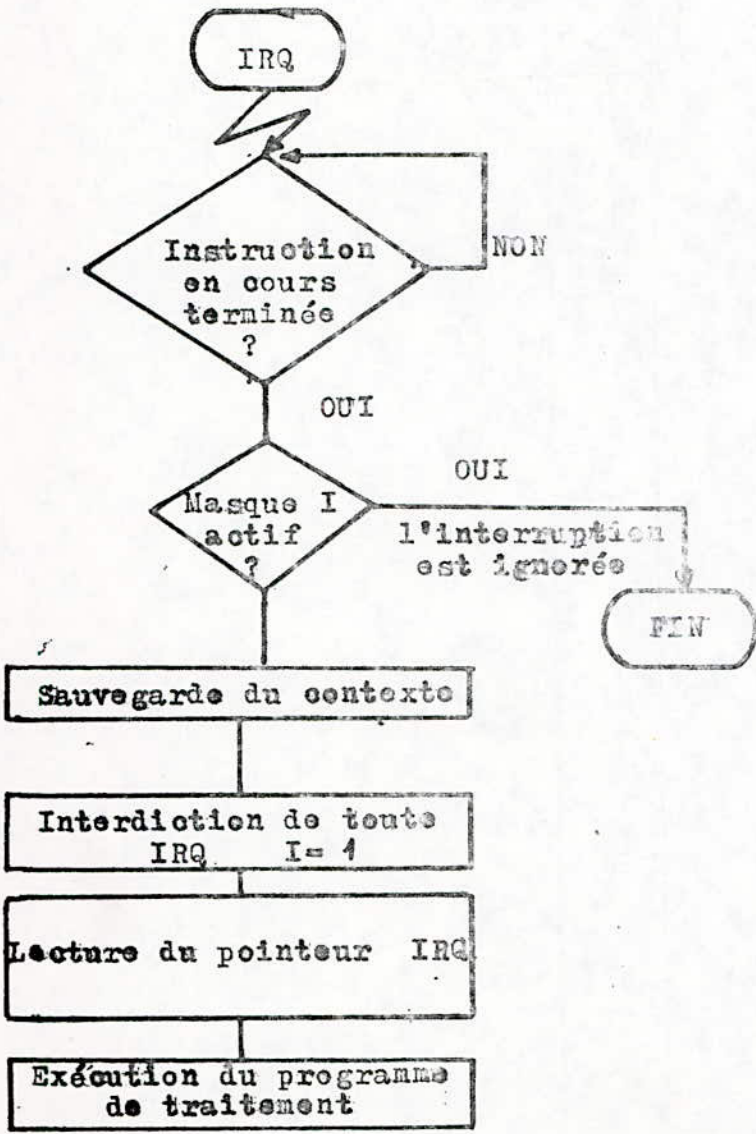 IRQ
Instruction
en cours
terminée
?
NON
OUI
Masque I
actif
?
OUI
l'interruption
est ignorée
FIN
Sauvegarde du contexte
Interdiction de toute
IRQ I= 1
Lecture du pointeur IRQ
Exécution du programme
de traitement